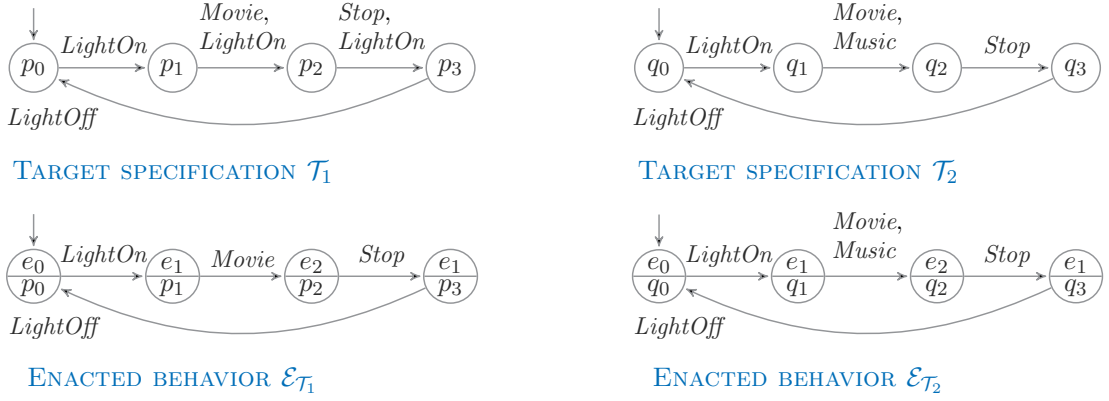 Movie, Stop,
LightOn LightOn LightOn
p0 p1 p2 p3
LightOff
TARGET SPECIFICATION 𝒯1
Movie,
LightOn Music Stop
q0 q1 q2 q3
LightOff
TARGET SPECIFICATION 𝒯2
LightOn Movie Stop
e0 e1 e2 e1
p0 p1 p2 p3
LightOff
ENACTED BEHAVIOR ℰ𝒯1
Movie,
LightOn Music Stop
e0 e1 e2 e1
q0 q1 q2 q3
LightOff
ENACTED BEHAVIOR ℰ𝒯2